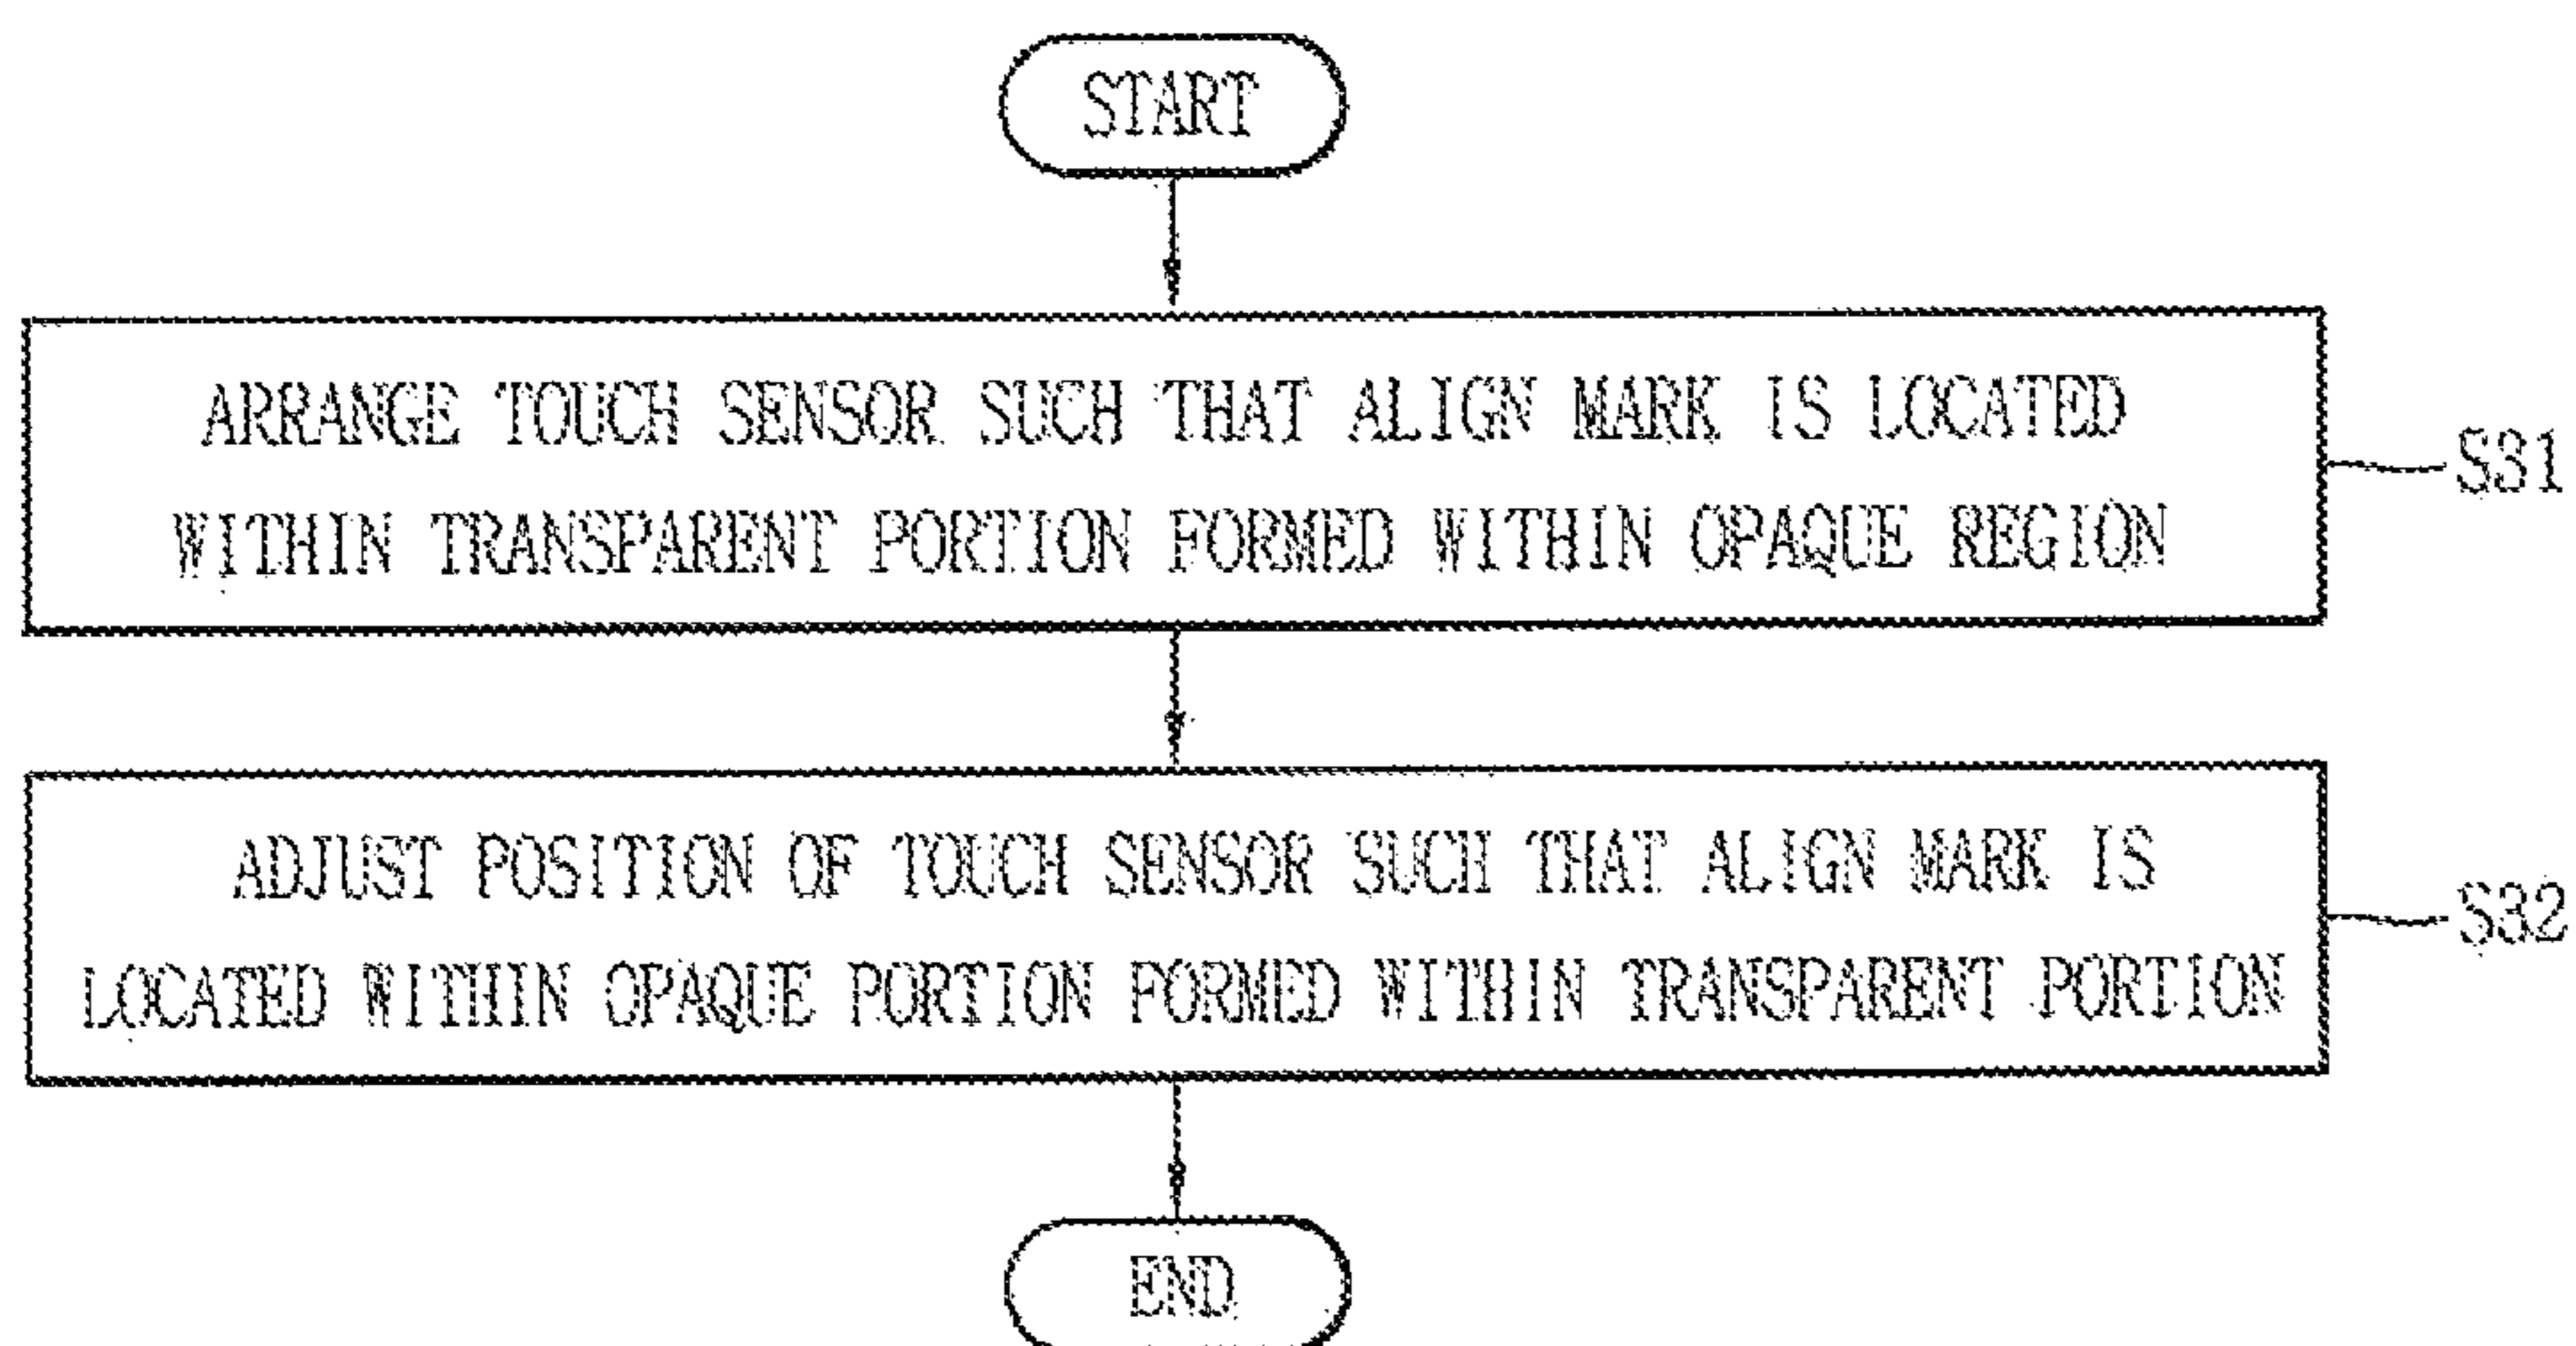 START
ARRANGE TOUCH SENSOR SUCH THAT ALIGN MARK IS LOCATED
WITHIN TRANSPARENT PORTION FORMED WITHIN OPAQUE REGION
S31
ADJUST POSITION OF TOUCH SENSOR SUCH THAT ALIGN MARK IS
LOCATED WITHIN OPAQUE PORTION FORMED WITHIN TRANSPARENT PORTION
S32
END